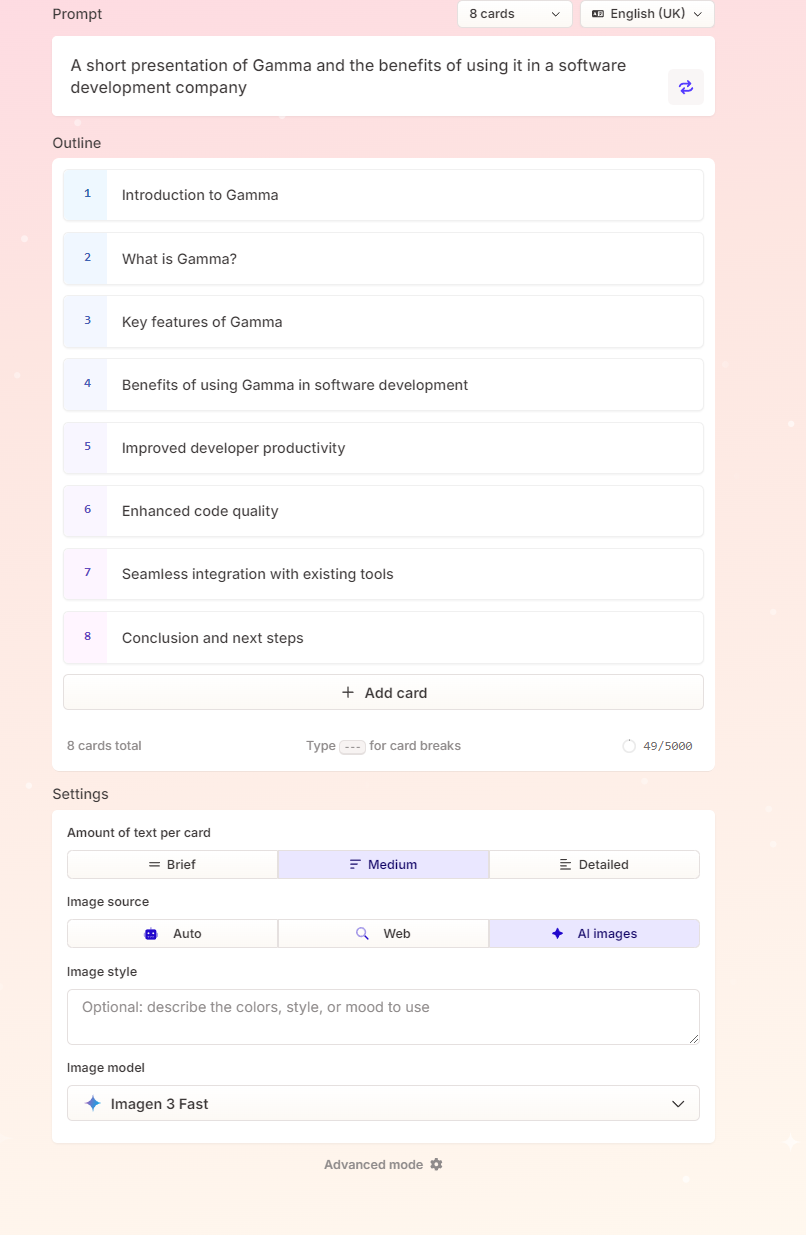 Prompt
8 cards
English (UK)
A short presentation of Gamma and the benefits of using it in a software
development company
Outline
1 Introduction to Gamma
2 What is Gamma?
3 Key features of Gamma
4 Benefits of using Gamma in software development
5 Improved developer productivity
6 Enhanced code quality
7 Seamless integration with existing tools
8 Conclusion and next steps
+ Add card
8 cards total
Type --- for card breaks
49/5000
Settings
Amount of text per card
Brief
Medium
Detailed
Image source
Auto
Web
AI images
Image style
Optional: describe the colors, style, or mood to use
Image model
Imagen 3 Fast
Advanced mode